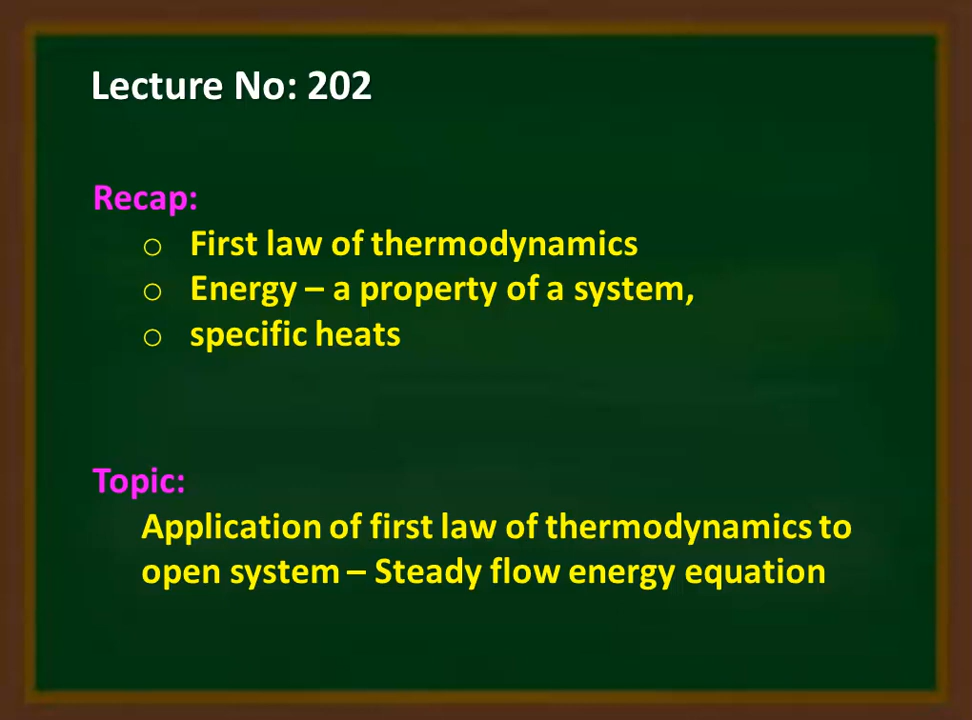 Lecture No: 202
Recap:
○ First law of thermodynamics
○ Energy – a property of a system,
○ specific heats
Topic:
Application of first law of thermodynamics to
open system – Steady flow energy equation